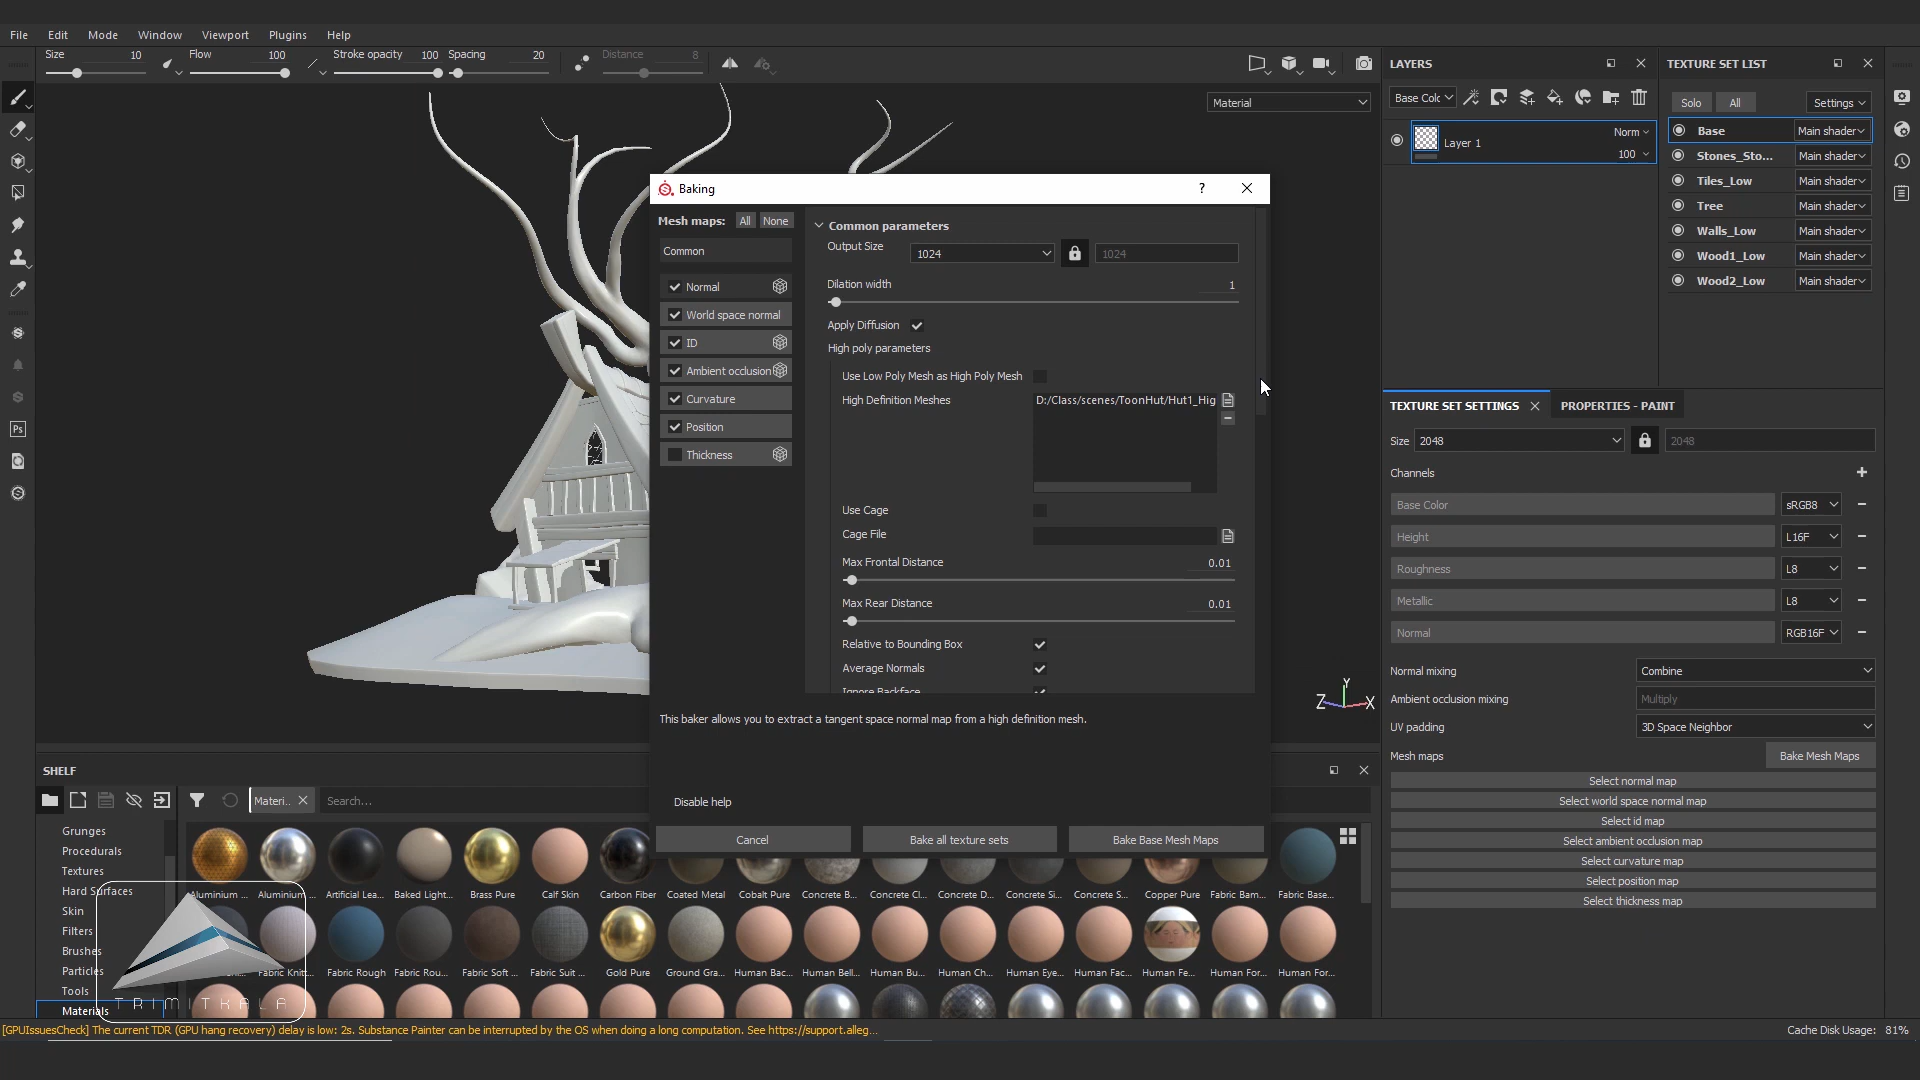 File Edit Mode Window Viewport Plugins Help
Size 10 Flow 100 Stroke opacity 100 Spacing 20 Distance 8
Material
LAYERS
Base Colc
Layer 1
Norm
100
TEXTURE SET LIST
Solo All Settings
Base Main shader
Stones_Sto... Main shader
Tiles_Low Main shader
Tree Main shader
Walls_Low Main shader
Wood1_Low Main shader
Wood2_Low Main shader
Baking ?
Mesh maps: All None
Common
Normal
World space normal
ID
Ambient occlusion
Curvature
Position
Thickness
Common parameters
Output Size 1024 1024
Dilation width 1
Apply Diffusion
High poly parameters
Use Low Poly Mesh as High Poly Mesh
High Definition Meshes D:/Class/scenes/ToonHut/Hut1_Hig
Use Cage
Cage File
Max Frontal Distance 0.01
Max Rear Distance 0.01
Relative to Bounding Box
Average Normals
Ignore Backface
This baker allows you to extract a tangent space normal map from a high definition mesh.
Disable help
Cancel Bake all texture sets Bake Base Mesh Maps
Z Y X
TEXTURE SET SETTINGS PROPERTIES - PAINT
Size 2048 2048
Channels
Base Color sRGB8
Height L16F
Roughness L8
Metallic L8
Normal RGB16F
Normal mixing Combine
Ambient occlusion mixing Multiply
UV padding 3D Space Neighbor
Mesh maps Bake Mesh Maps
Select normal map
Select world space normal map
Select id map
Select ambient occlusion map
Select curvature map
Select position map
Select thickness map
Ps
SHELF
Materi.. Search...
Grunges
Procedurals
Textures
Hard Surfaces
Skin
Filters
Brushes
Particles
Tools
Materials
Aluminium ... Aluminium ... Artificial Lea... Baked Light... Brass Pure Calf Skin Carbon Fiber Coated Metal Cobalt Pure Concrete B... Concrete Cl... Concrete D... Concrete Si... Concrete S... Copper Pure Fabric Bam... Fabric Base...
Fabric Knit... Fabric Rough Fabric Rou... Fabric Soft ... Fabric Suit ... Gold Pure Ground Gra... Human Bac... Human Bell... Human Bu... Human Ch... Human Eye... Human Fac... Human Fe... Human For... Human For...
TRIMITKALA
[GPUIssuesCheck] The current TDR (GPU hang recovery) delay is low: 2s. Substance Painter can be interrupted by the OS when doing a long computation. See https://support.alleg...
Cache Disk Usage: 81%